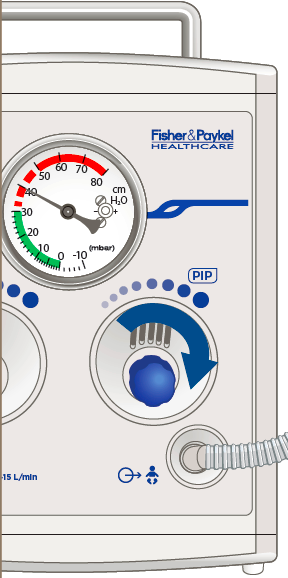 Fisher&Paykel
HEALTHCARE
60
70
50
80
40
cm
H₂O
- +
30
20
(mbar)
10
0
-10
PIP
-15 L/min